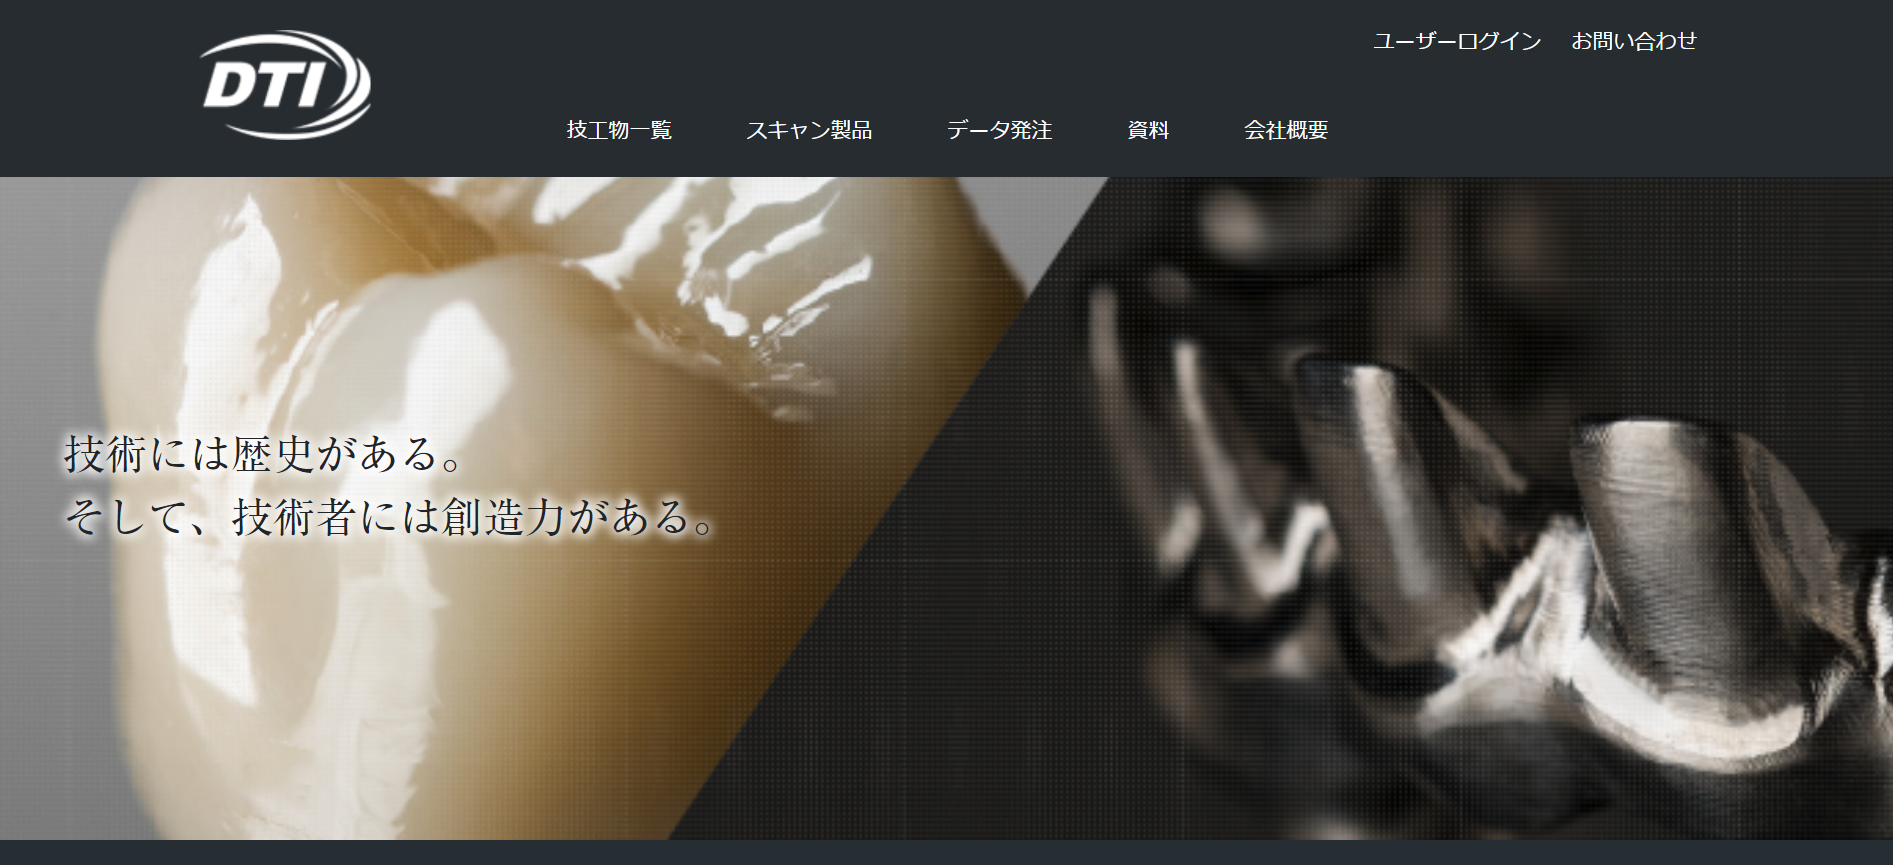 DTI
ユーザーログイン
お問い合わせ
技工物一覧
スキャン製品
データ発注
資料
会社概要
技術には歴史がある。
そして、技術者には創造力がある。